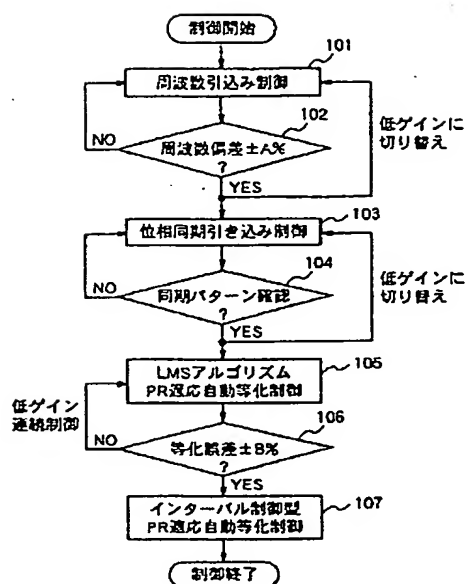 制御開始
101
周波数引込み制御
102
NO
周波数偏差±A%
?
YES
低ゲインに
切り替え
103
位相同期引き込み制御
104
NO
同期パターン確認
?
YES
低ゲインに
切り替え
105
LMSアルゴリズム
PR適応自動等化制御
低ゲイン
連続制御
106
NO
等化誤差±B%
?
YES
107
インターバル制御型
PR適応自動等化制御
制御終了